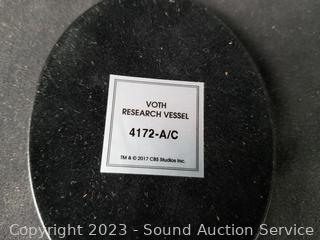 VOTH
RESEARCH VESSEL
4172-A/C
TM & © 2017 CBS Studios Inc.
Copyright 2023 - Sound Auction Service